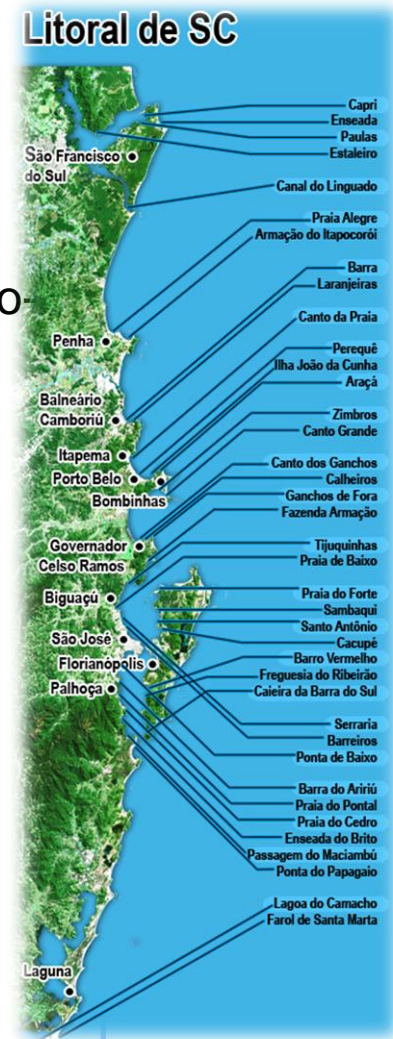 Litoral de SC
Capri
Enseada
Paulas
Estaleiro
São Francisco
do Sul
Canal do Linguado
Praia Alegre
Armação do Itapocorói
Barra
Laranjeiras
o-
Canto da Praia
Penha
Perequê
Ilha João da Cunha
Araçá
Balneário
Camboriú
Zimbros
Canto Grande
Itapema
Porto Belo
Bombinhas
Canto dos Ganchos
Calheiros
Ganchos de Fora
Fazenda Armação
Governador
Celso Ramos
Tijuquinhas
Praia de Baixo
Biguaçú
Praia do Forte
Sambaqui
Santo Antônio
Cacupé
São José
Florianópolis
Palhoça
Barro Vermelho
Freguesia do Ribeirão
Caieira da Barra do Sul
Serraria
Barreiros
Ponta de Baixo
Barra do Aririú
Praia do Pontal
Praia do Cedro
Enseada do Brito
Passagem do Maciambú
Ponta do Papagaio
Lagoa do Camacho
Farol de Santa Marta
Laguna